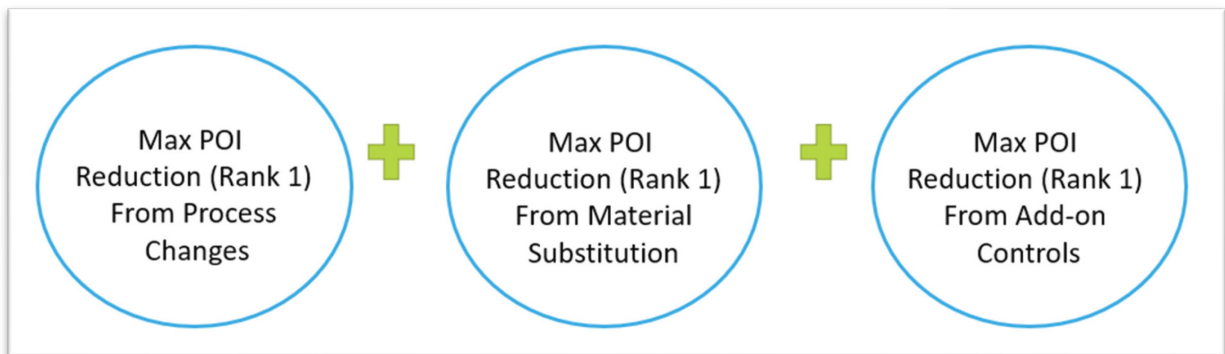 Max POI
Reduction (Rank 1)
From Process
Changes
Max POI
Reduction (Rank 1)
From Material
Substitution
Max POI
Reduction (Rank 1)
From Add-on
Controls